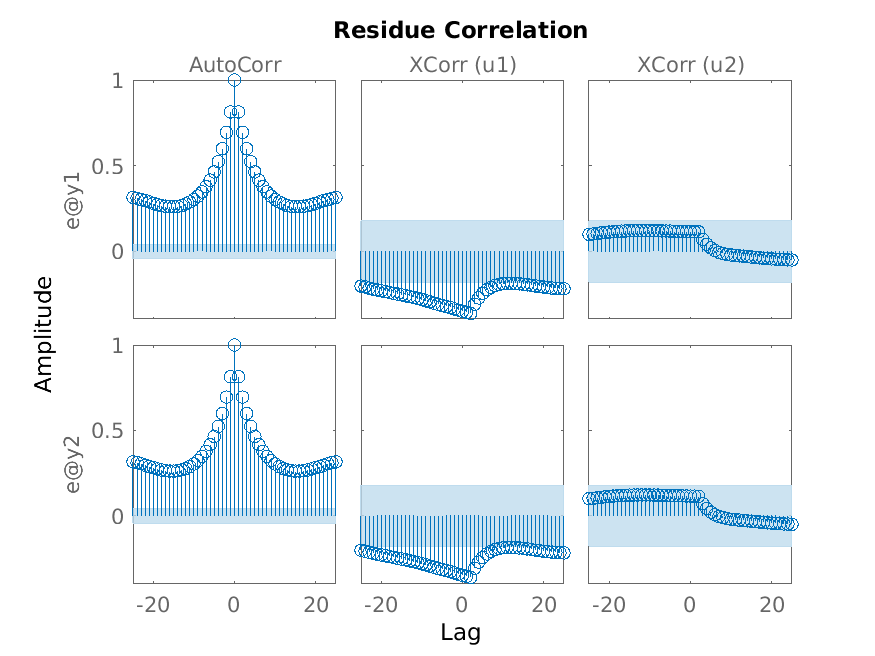 Residue Correlation
AutoCorr
XCorr (u1)
XCorr (u2)
1
0.5
0
e@y1
Amplitude
1
0.5
0
e@y2
-20 0 20
-20 0 20
-20 0 20
Lag